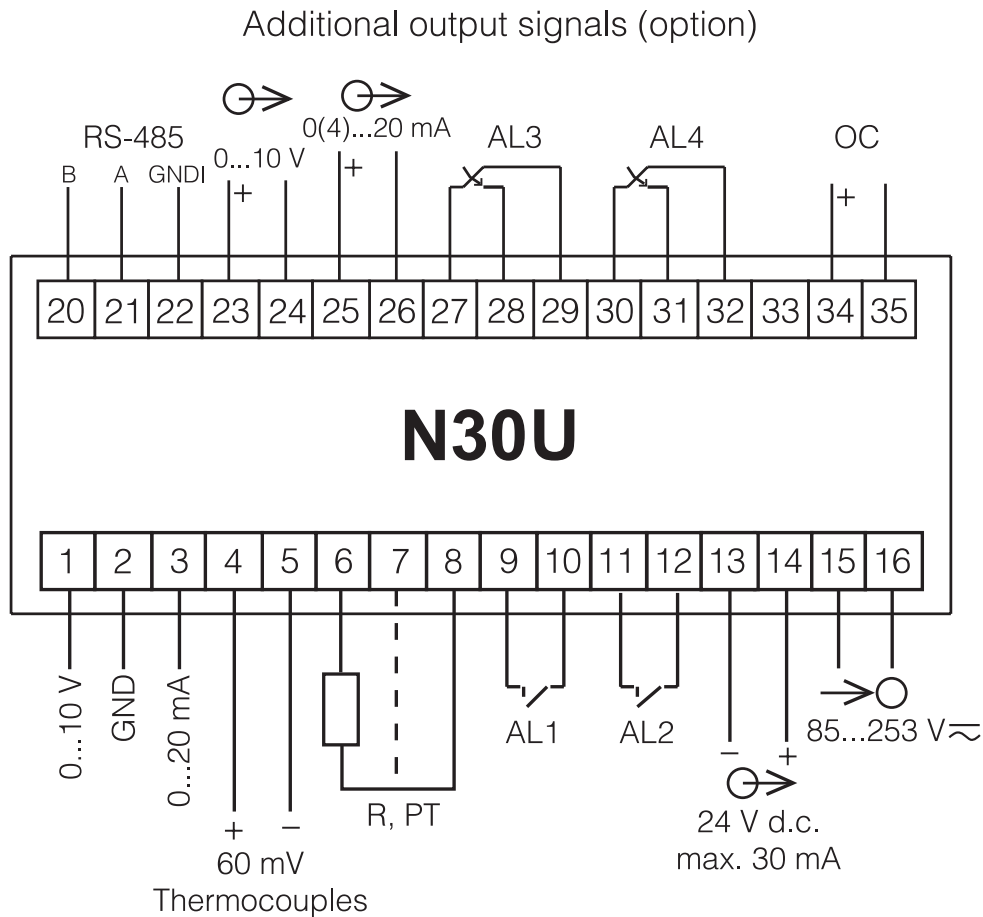 Additional output signals (option)
RS-485
0...10 V
0(4)...20 mA
AL3
AL4
OC
B A GNDI + + +
20 21 22 23 24 25 26 27 28 29 30 31 32 33 34 35
N30U
1 2 3 4 5 6 7 8 9 10 11 12 13 14 15 16
0...10 V
GND
0...20 mA
+ −
60 mV
Thermocouples
R, PT
AL1
AL2
− +
24 V d.c.
max. 30 mA
85...253 V⎓∼